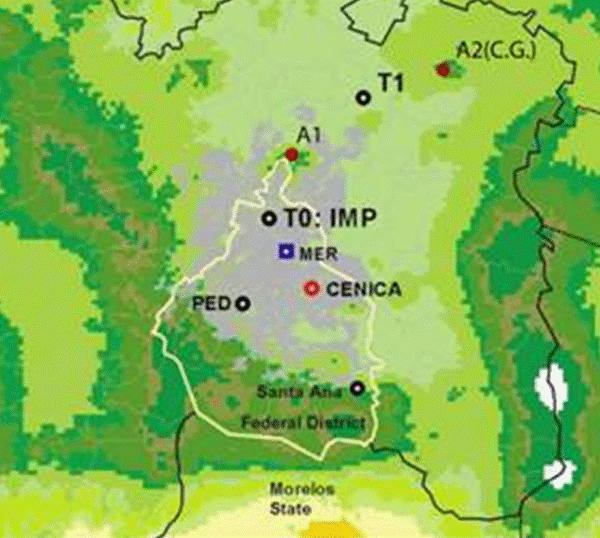 A2(C.G.)
T1
A1
T0: IMP
MER
CENICA
PED
Santa Ana
Federal District
Morelos
State